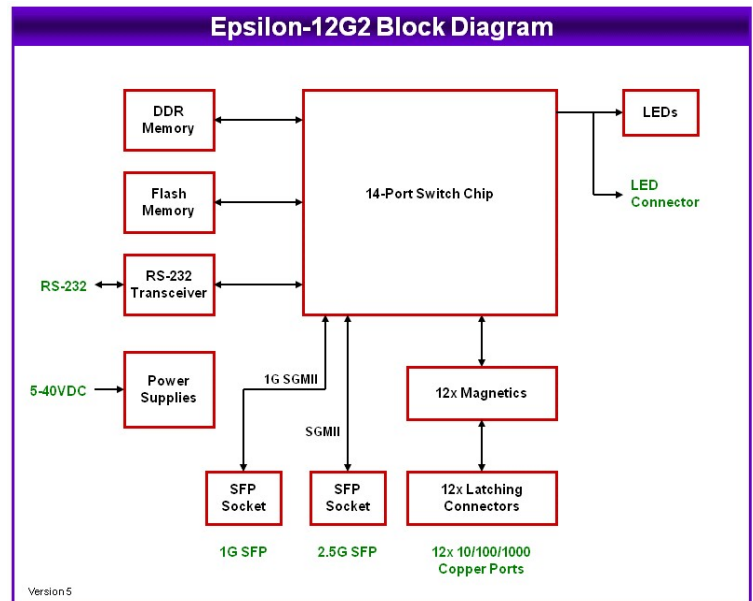 Epsilon-12G2 Block Diagram
DDR
Memory
LEDs
Flash
Memory
14-Port Switch Chip
LED
Connector
RS-232
RS-232
Transceiver
5-40VDC
Power
Supplies
1G SGMII
12x Magnetics
SGMII
SFP
Socket
SFP
Socket
12x Latching
Connectors
1G SFP
2.5G SFP
12x 10/100/1000
Copper Ports
Version 5